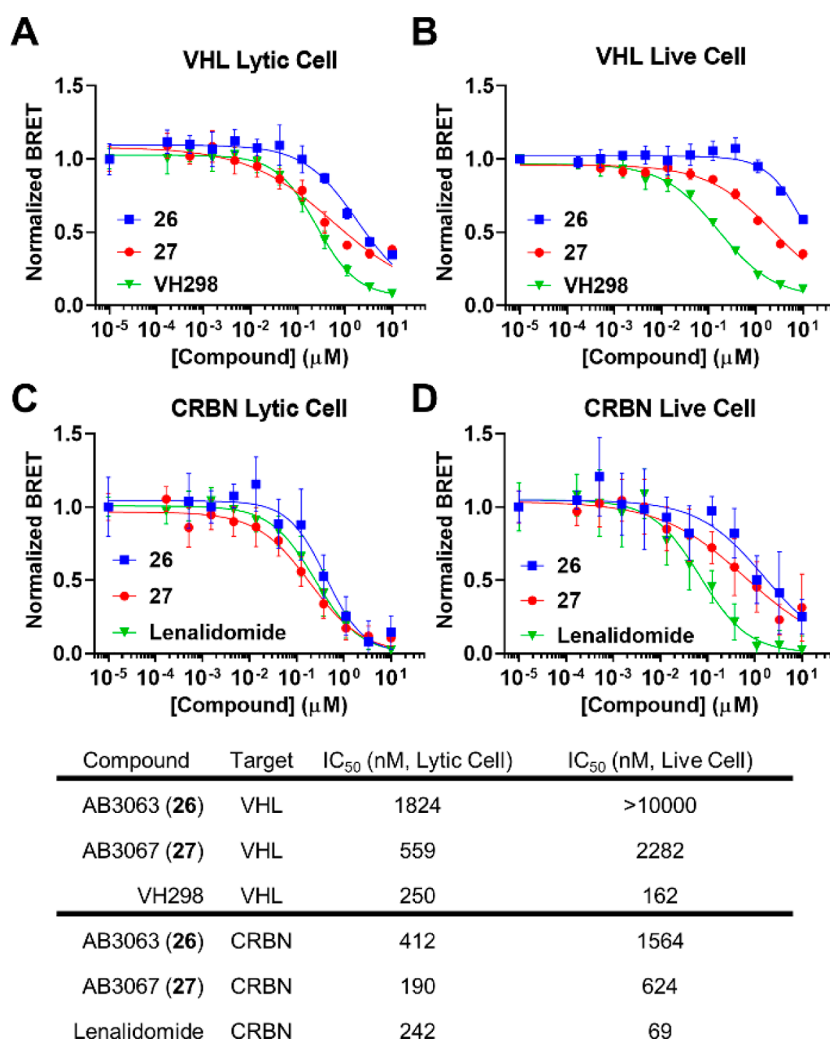 A
VHL Lytic Cell
Normalized BRET
1.5
1.0
0.5
0.0
26
27
VH298
10⁻⁵ 10⁻⁴ 10⁻³ 10⁻² 10⁻¹ 10⁰ 10¹
[Compound] (μM)
B
VHL Live Cell
Normalized BRET
1.5
1.0
0.5
0.0
26
27
VH298
10⁻⁵ 10⁻⁴ 10⁻³ 10⁻² 10⁻¹ 10⁰ 10¹
[Compound] (μM)
C
CRBN Lytic Cell
Normalized BRET
1.5
1.0
0.5
0.0
26
27
Lenalidomide
10⁻⁵ 10⁻⁴ 10⁻³ 10⁻² 10⁻¹ 10⁰ 10¹
[Compound] (μM)
D
CRBN Live Cell
Normalized BRET
1.5
1.0
0.5
0.0
26
27
Lenalidomide
10⁻⁵ 10⁻⁴ 10⁻³ 10⁻² 10⁻¹ 10⁰ 10¹
[Compound] (μM)
Compound Target IC₅₀ (nM, Lytic Cell) IC₅₀ (nM, Live Cell)
AB3063 (26) VHL 1824 >10000
AB3067 (27) VHL 559 2282
VH298 VHL 250 162
AB3063 (26) CRBN 412 1564
AB3067 (27) CRBN 190 624
Lenalidomide CRBN 242 69